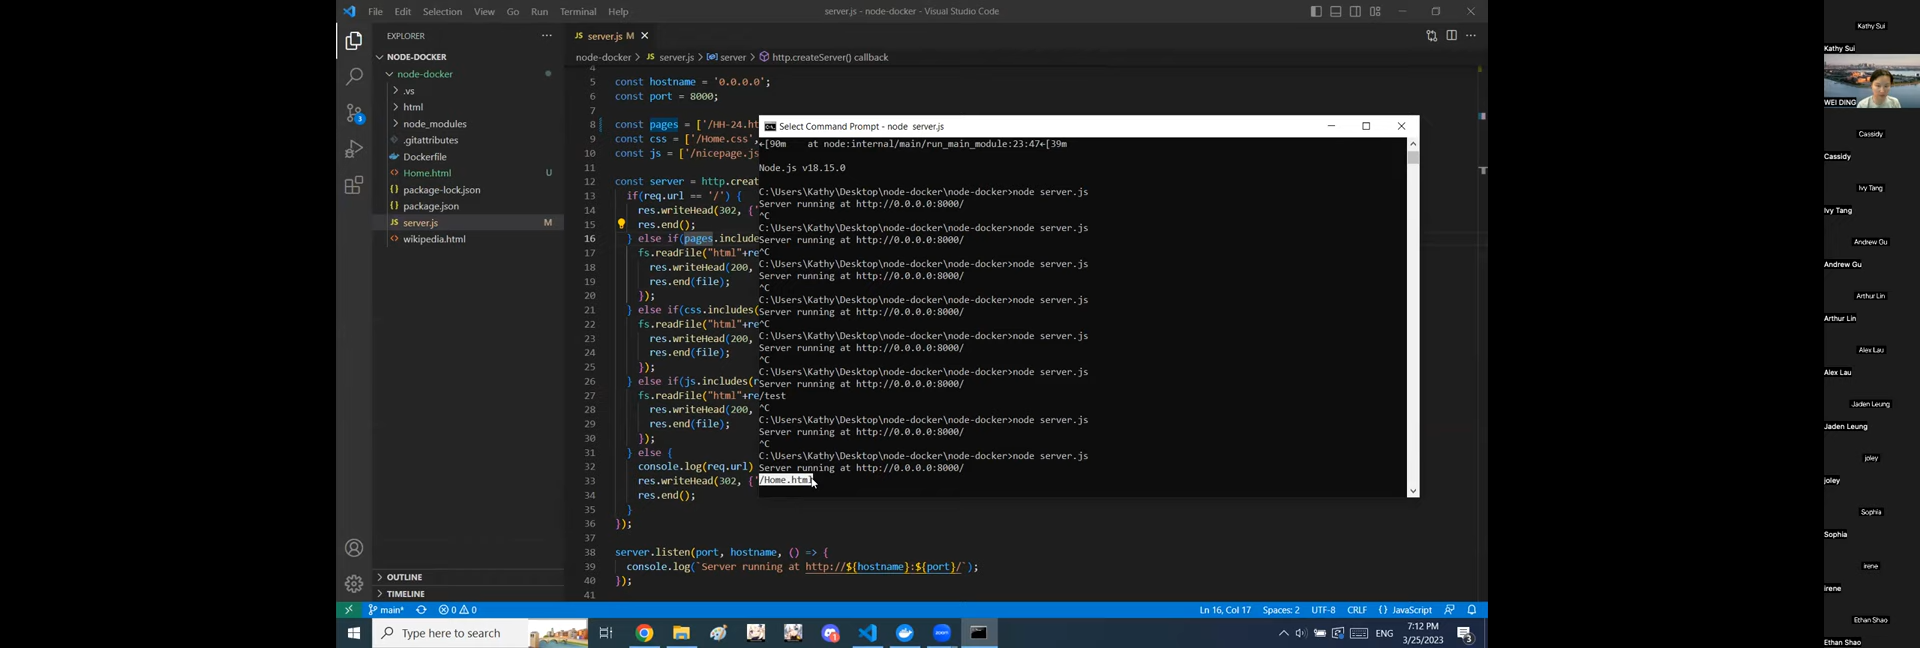 File Edit Selection View Go Run Terminal Help
server.js - node-docker - Visual Studio Code
EXPLORER
NODE-DOCKER
node-docker
.vs
html
node_modules
.gitattributes
Dockerfile
Home.html U
package-lock.json
package.json
server.js M
wikipedia.html
OUTLINE
TIMELINE
server.js M
node-docker > server.js > server > http.createServer() callback
4
5 const hostname = '0.0.0.0';
6 const port = 8000;
7
8 const pages = ['/HH-24.ht
9 const css = ['/Home.css',
10 const js = ['/nicepage.js
11
12 const server = http.creat
13 if(req.url == '/') {
14 res.writeHead(302, {
15 res.end();
16 } else if(pages.include
17 fs.readFile("html"+re
18 res.writeHead(200,
19 res.end(file);
20 });
21 } else if(css.includes(
22 fs.readFile("html"+re
23 res.writeHead(200,
24 res.end(file);
25 });
26 } else if(js.includes(r
27 fs.readFile("html"+re
28 res.writeHead(200,
29 res.end(file);
30 });
31 } else {
32 console.log(req.url)
33 res.writeHead(302, {
34 res.end();
35 }
36 });
37
38 server.listen(port, hostname, () => {
39 console.log(`Server running at http://${hostname}:${port}/`);
40 });
41
Select Command Prompt - node server.js
←[90m at node:internal/main/run_main_module:23:47←[39m
Node.js v18.15.0
C:\Users\Kathy\Desktop\node-docker\node-docker>node server.js
Server running at http://0.0.0.0:8000/
^C
C:\Users\Kathy\Desktop\node-docker\node-docker>node server.js
Server running at http://0.0.0.0:8000/
^C
C:\Users\Kathy\Desktop\node-docker\node-docker>node server.js
Server running at http://0.0.0.0:8000/
^C
C:\Users\Kathy\Desktop\node-docker\node-docker>node server.js
Server running at http://0.0.0.0:8000/
^C
C:\Users\Kathy\Desktop\node-docker\node-docker>node server.js
Server running at http://0.0.0.0:8000/
^C
C:\Users\Kathy\Desktop\node-docker\node-docker>node server.js
Server running at http://0.0.0.0:8000/
/test
^C
C:\Users\Kathy\Desktop\node-docker\node-docker>node server.js
Server running at http://0.0.0.0:8000/
^C
C:\Users\Kathy\Desktop\node-docker\node-docker>node server.js
Server running at http://0.0.0.0:8000/
/Home.html
main* 0 0
Ln 16, Col 17 Spaces: 2 UTF-8 CRLF {} JavaScript
Type here to search
ENG
7:12 PM
3/25/2023
3
Kathy Sui
Kathy Sui
WEI DING
Cassidy
Cassidy
Ivy Tang
Ivy Tang
Andrew Gu
Andrew Gu
Arthur Lin
Arthur Lin
Alex Lau
Alex Lau
Jaden Leung
Jaden Leung
joley
joley
Sophia
Sophia
irene
irene
Ethan Shao
Ethan Shao